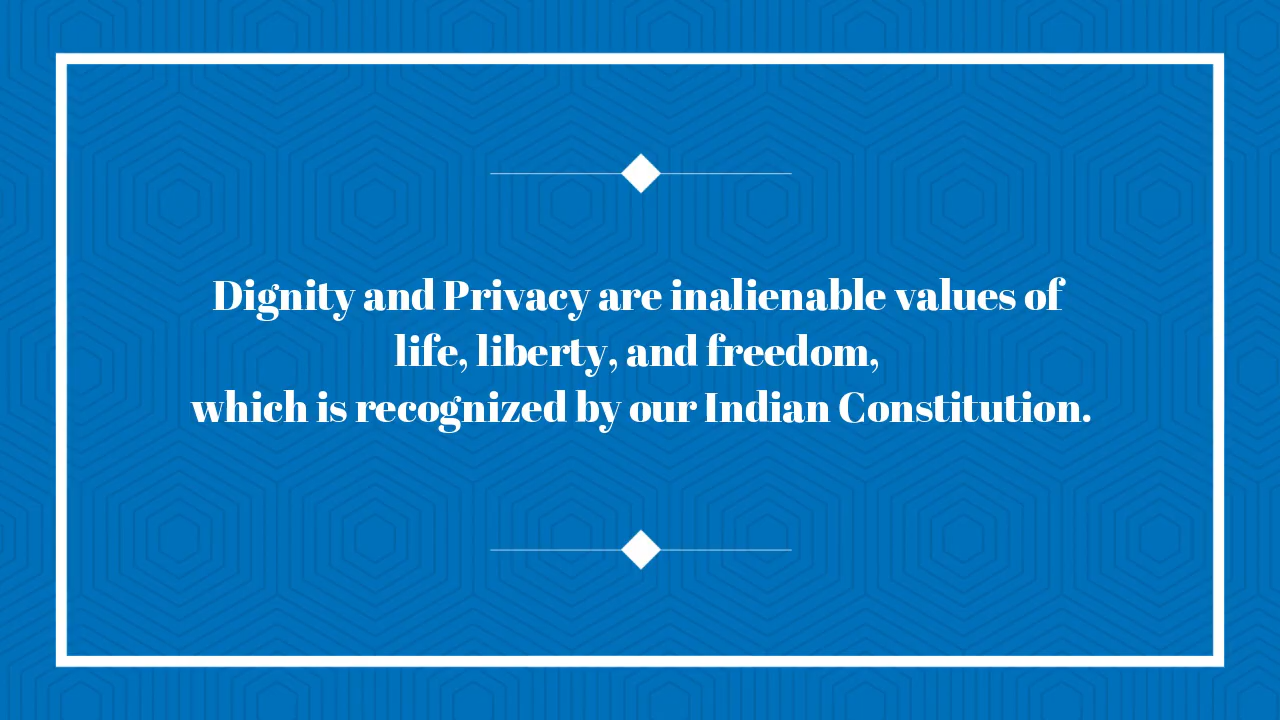 Dignity and Privacy are inalienable values of
life, liberty, and freedom,
which is recognized by our Indian Constitution.